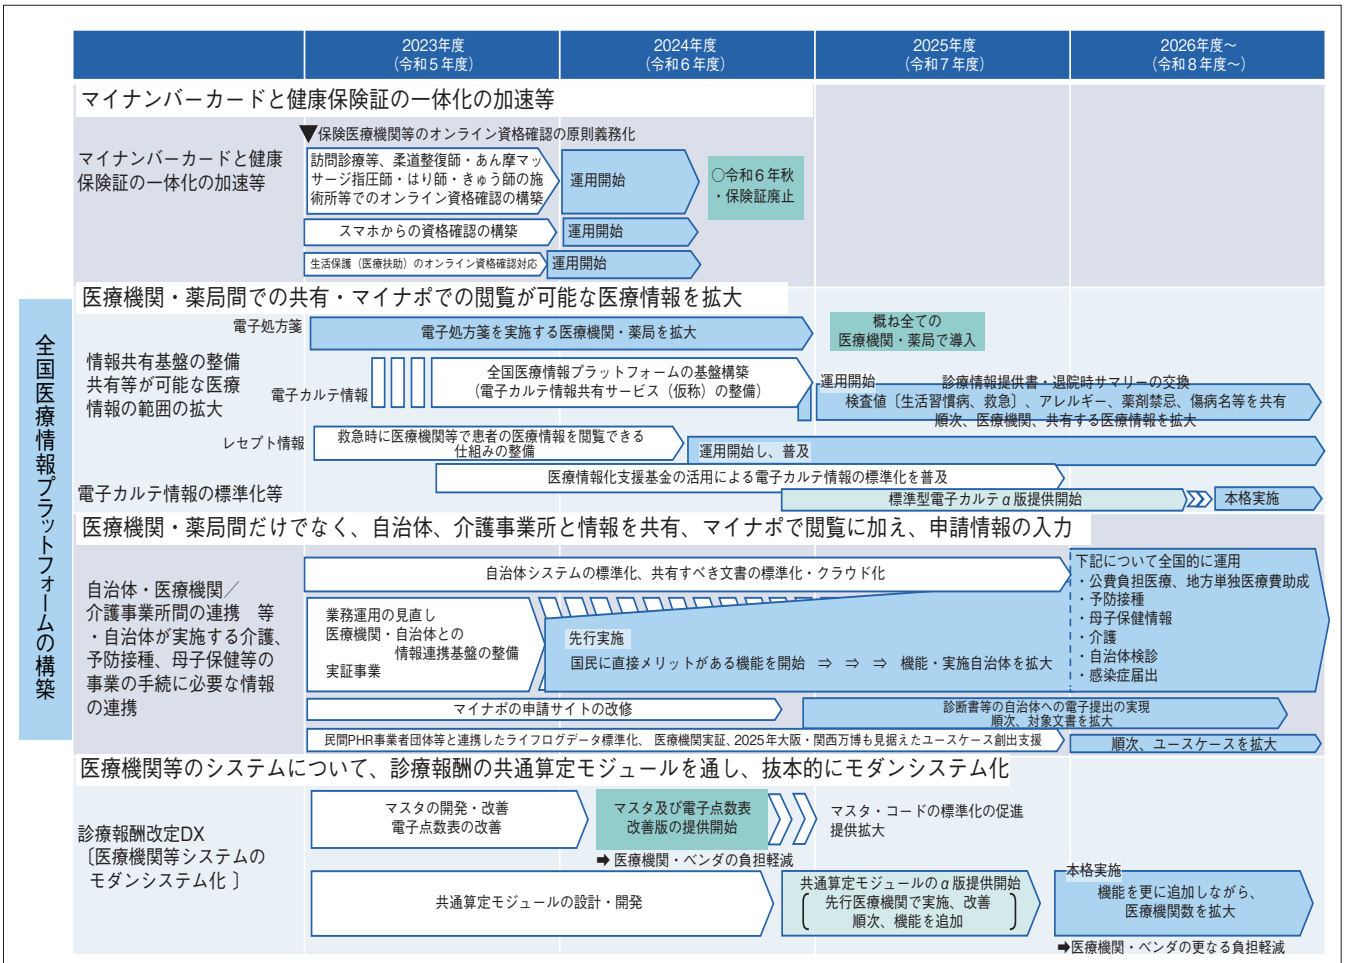 2023年度
（令和5年度）
2024年度
（令和6年度）
2025年度
（令和7年度）
2026年度～
（令和8年度～）
全国医療情報プラットフォームの構築
マイナンバーカードと健康保険証の一体化の加速等
マイナンバーカードと健康
保険証の一体化の加速等
▼保険医療機関等のオンライン資格確認の原則義務化
訪問診療等、柔道整復師・あん摩マッ
サージ指圧師・はり師・きゅう師の施
術所等でのオンライン資格確認の構築
運用開始
○令和6年秋
・保険証廃止
スマホからの資格確認の構築
運用開始
生活保護（医療扶助）のオンライン資格確認対応
運用開始
医療機関・薬局間での共有・マイナポでの閲覧が可能な医療情報を拡大
情報共有基盤の整備
共有等が可能な医療
情報の範囲の拡大
電子処方箋
電子処方箋を実施する医療機関・薬局を拡大
概ね全ての
医療機関・薬局で導入
電子カルテ情報
全国医療情報プラットフォームの基盤構築
（電子カルテ情報共有サービス（仮称）の整備）
運用開始
診療情報提供書・退院時サマリーの交換
検査値〔生活習慣病、救急〕、アレルギー、薬剤禁忌、傷病名等を共有
順次、医療機関、共有する医療情報を拡大
レセプト情報
救急時に医療機関等で患者の医療情報を閲覧できる
仕組みの整備
運用開始し、普及
電子カルテ情報の標準化等
医療情報化支援基金の活用による電子カルテ情報の標準化を普及
標準型電子カルテα版提供開始
本格実施
医療機関・薬局間だけでなく、自治体、介護事業所と情報を共有、マイナポで閲覧に加え、申請情報の入力
自治体・医療機関／
介護事業所間の連携　等
・自治体が実施する介護、
予防接種、母子保健等の
事業の手続に必要な情報
の連携
自治体システムの標準化、共有すべき文書の標準化・クラウド化
業務運用の見直し
医療機関・自治体との
情報連携基盤の整備
実証事業
先行実施
国民に直接メリットがある機能を開始　⇒　⇒　⇒　機能・実施自治体を拡大
下記について全国的に運用
・公費負担医療、地方単独医療費助成
・予防接種
・母子保健情報
・介護
・自治体検診
・感染症届出
マイナポの申請サイトの改修
診断書等の自治体への電子提出の実現
順次、対象文書を拡大
民間PHR事業者団体等と連携したライフログデータ標準化、医療機関実証、2025年大阪・関西万博も見据えたユースケース創出支援
順次、ユースケースを拡大
医療機関等のシステムについて、診療報酬の共通算定モジュールを通し、抜本的にモダンシステム化
診療報酬改定DX
〔医療機関等システムの
モダンシステム化〕
マスタの開発・改善
電子点数表の改善
マスタ及び電子点数表
改善版の提供開始
マスタ・コードの標準化の促進
提供拡大
➡医療機関・ベンダの負担軽減
共通算定モジュールの設計・開発
共通算定モジュールのα版提供開始
先行医療機関で実施、改善
順次、機能を追加
本格実施
機能を更に追加しながら、
医療機関数を拡大
➡医療機関・ベンダの更なる負担軽減